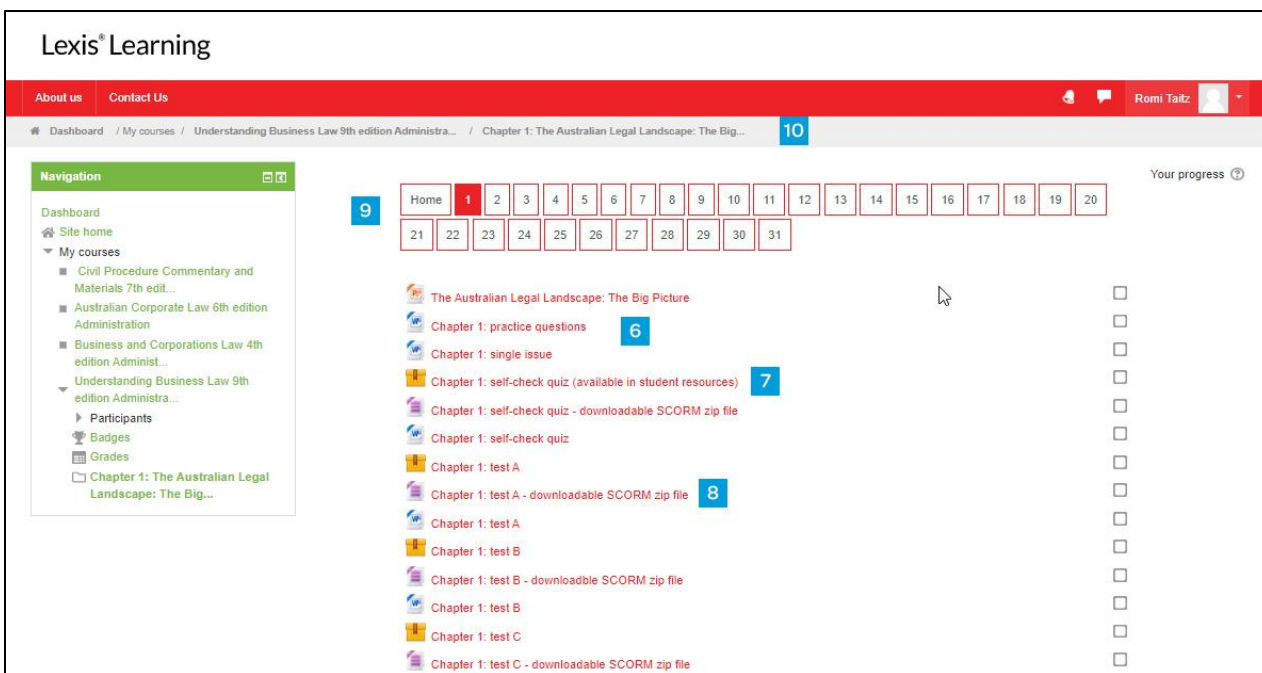 Lexis® Learning
About us Contact Us Romi Taitz
Dashboard / My courses / Understanding Business Law 9th edition Administra... / Chapter 1: The Australian Legal Landscape: The Big... 10
Navigation
Dashboard
Site home
My courses
Civil Procedure Commentary and
Materials 7th edit...
Australian Corporate Law 6th edition
Administration
Business and Corporations Law 4th
edition Administ...
Understanding Business Law 9th
edition Administra...
Participants
Badges
Grades
Chapter 1: The Australian Legal
Landscape: The Big...
Your progress
9
Home 1 2 3 4 5 6 7 8 9 10 11 12 13 14 15 16 17 18 19 20
21 22 23 24 25 26 27 28 29 30 31
The Australian Legal Landscape: The Big Picture
Chapter 1: practice questions 6
Chapter 1: single issue
Chapter 1: self-check quiz (available in student resources) 7
Chapter 1: self-check quiz - downloadable SCORM zip file
Chapter 1: self-check quiz
Chapter 1: test A
Chapter 1: test A - downloadable SCORM zip file 8
Chapter 1: test A
Chapter 1: test B
Chapter 1: test B - downloadble SCORM zip file
Chapter 1: test B
Chapter 1: test C
Chapter 1: test C - downloadable SCORM zip file